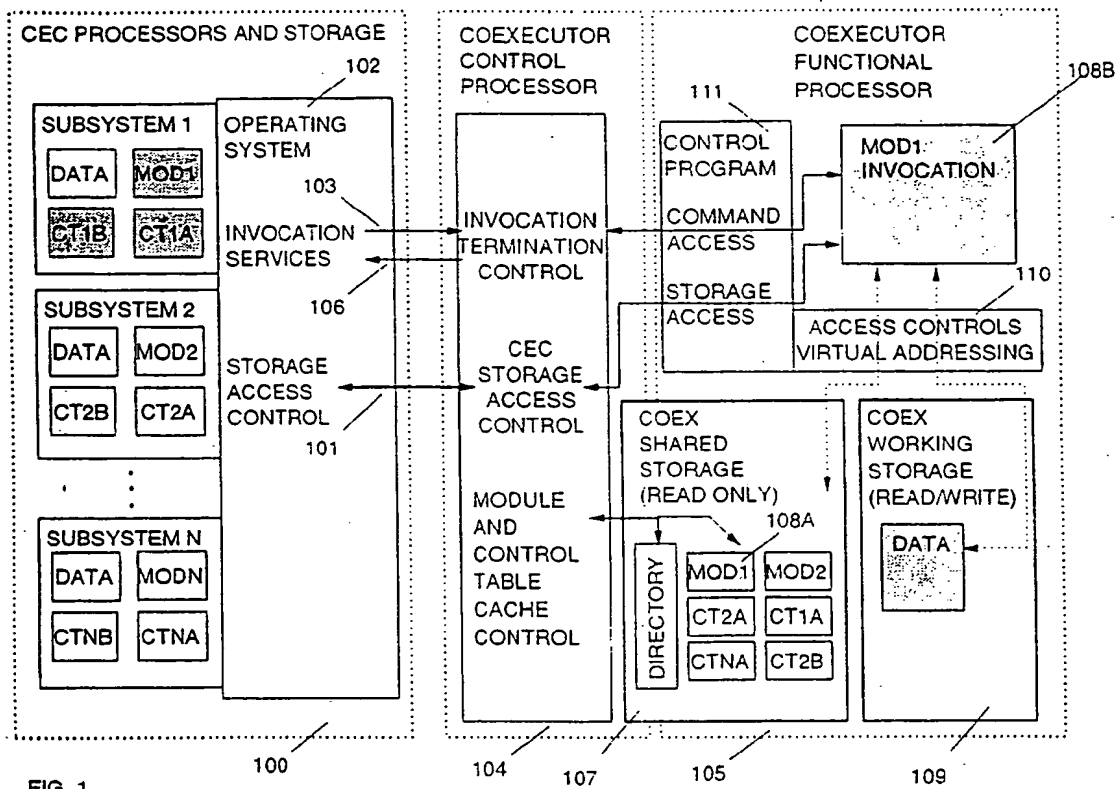 CEC PROCESSORS AND STORAGE
102
SUBSYSTEM 1
DATA
MOD1
CT1B
CT1A
OPERATING
SYSTEM
103
INVOCATION
SERVICES
106
SUBSYSTEM 2
DATA
MOD2
CT2B
CT2A
STORAGE
ACCESS
CONTROL
101
SUBSYSTEM N
DATA
MODN
CTNB
CTNA
100
COEXECUTOR
CONTROL
PROCESSOR
INVOCATION
TERMINATION
CONTROL
CEC
STORAGE
ACCESS
CONTROL
MODULE
AND
CONTROL
TABLE
CACHE
CONTROL
104
COEXECUTOR
FUNCTIONAL
PROCESSOR
108B
111
CONTROL
PROGRAM
COMMAND
ACCESS
STORAGE
ACCESS
MOD1
INVOCATION
110
ACCESS CONTROLS
VIRTUAL ADDRESSING
COEX
SHARED
STORAGE
(READ ONLY)
108A
DIRECTORY
MOD1
MOD2
CT2A
CT1A
CTNA
CT2B
107
105
COEX
WORKING
STORAGE
(READ/WRITE)
DATA
109
FIG. 1